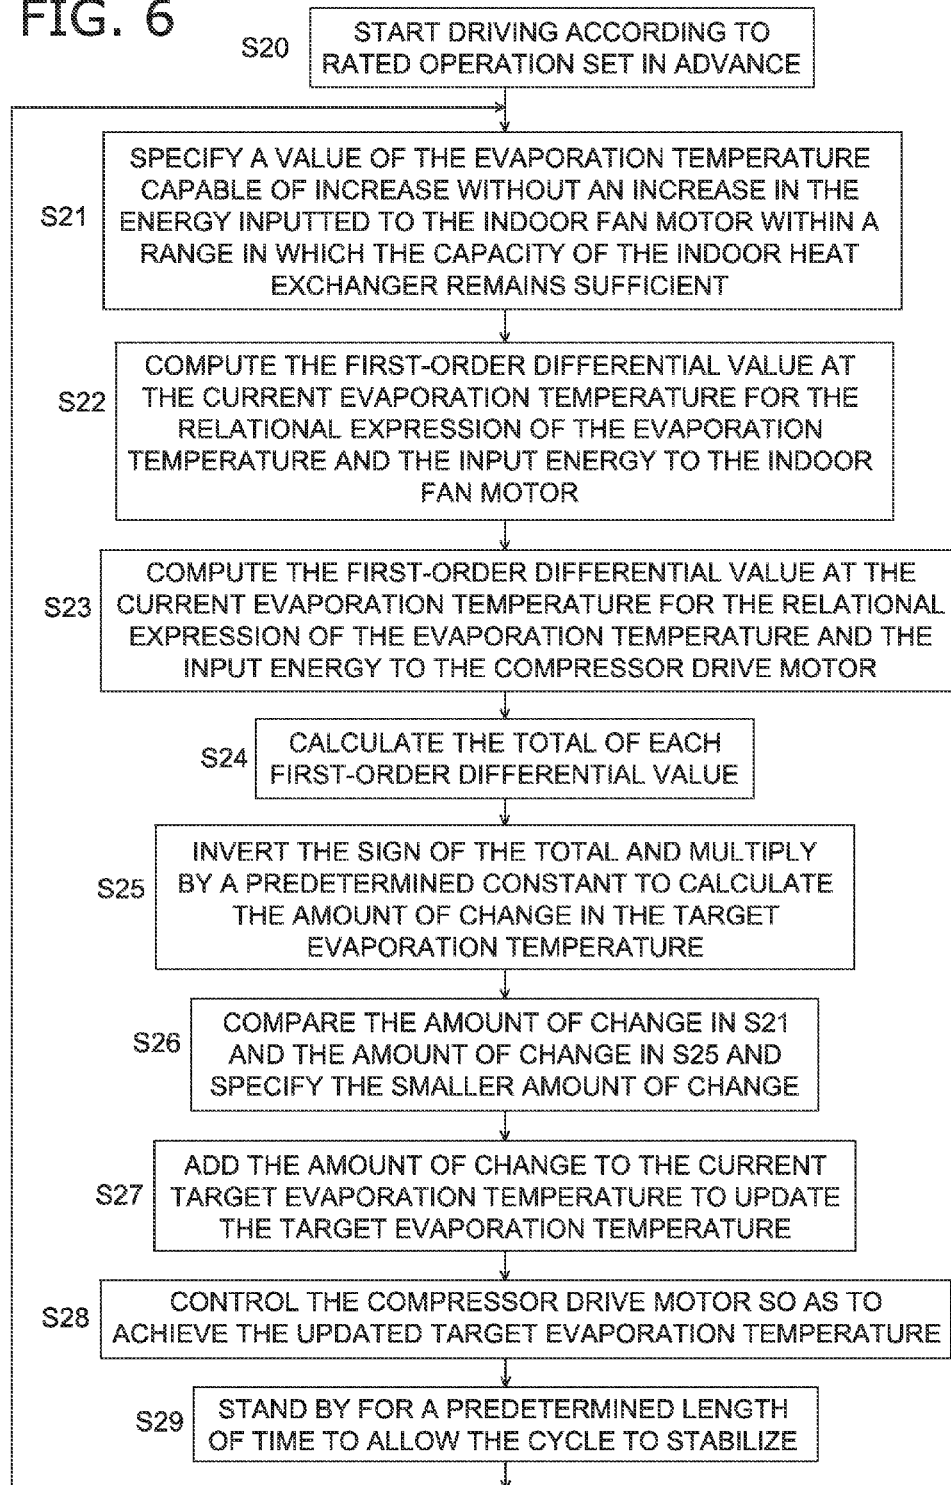 FIG. 6
S20
START DRIVING ACCORDING TO
RATED OPERATION SET IN ADVANCE
S21
SPECIFY A VALUE OF THE EVAPORATION TEMPERATURE
CAPABLE OF INCREASE WITHOUT AN INCREASE IN THE
ENERGY INPUTTED TO THE INDOOR FAN MOTOR WITHIN A
RANGE IN WHICH THE CAPACITY OF THE INDOOR HEAT
EXCHANGER REMAINS SUFFICIENT
S22
COMPUTE THE FIRST-ORDER DIFFERENTIAL VALUE AT
THE CURRENT EVAPORATION TEMPERATURE FOR THE
RELATIONAL EXPRESSION OF THE EVAPORATION
TEMPERATURE AND THE INPUT ENERGY TO THE INDOOR
FAN MOTOR
S23
COMPUTE THE FIRST-ORDER DIFFERENTIAL VALUE AT THE
CURRENT EVAPORATION TEMPERATURE FOR THE RELATIONAL
EXPRESSION OF THE EVAPORATION TEMPERATURE AND THE
INPUT ENERGY TO THE COMPRESSOR DRIVE MOTOR
S24
CALCULATE THE TOTAL OF EACH
FIRST-ORDER DIFFERENTIAL VALUE
S25
INVERT THE SIGN OF THE TOTAL AND MULTIPLY
BY A PREDETERMINED CONSTANT TO CALCULATE
THE AMOUNT OF CHANGE IN THE TARGET
EVAPORATION TEMPERATURE
S26
COMPARE THE AMOUNT OF CHANGE IN S21
AND THE AMOUNT OF CHANGE IN S25 AND
SPECIFY THE SMALLER AMOUNT OF CHANGE
S27
ADD THE AMOUNT OF CHANGE TO THE CURRENT
TARGET EVAPORATION TEMPERATURE TO UPDATE
THE TARGET EVAPORATION TEMPERATURE
S28
CONTROL THE COMPRESSOR DRIVE MOTOR SO AS TO
ACHIEVE THE UPDATED TARGET EVAPORATION TEMPERATURE
S29
STAND BY FOR A PREDETERMINED LENGTH
OF TIME TO ALLOW THE CYCLE TO STABILIZE